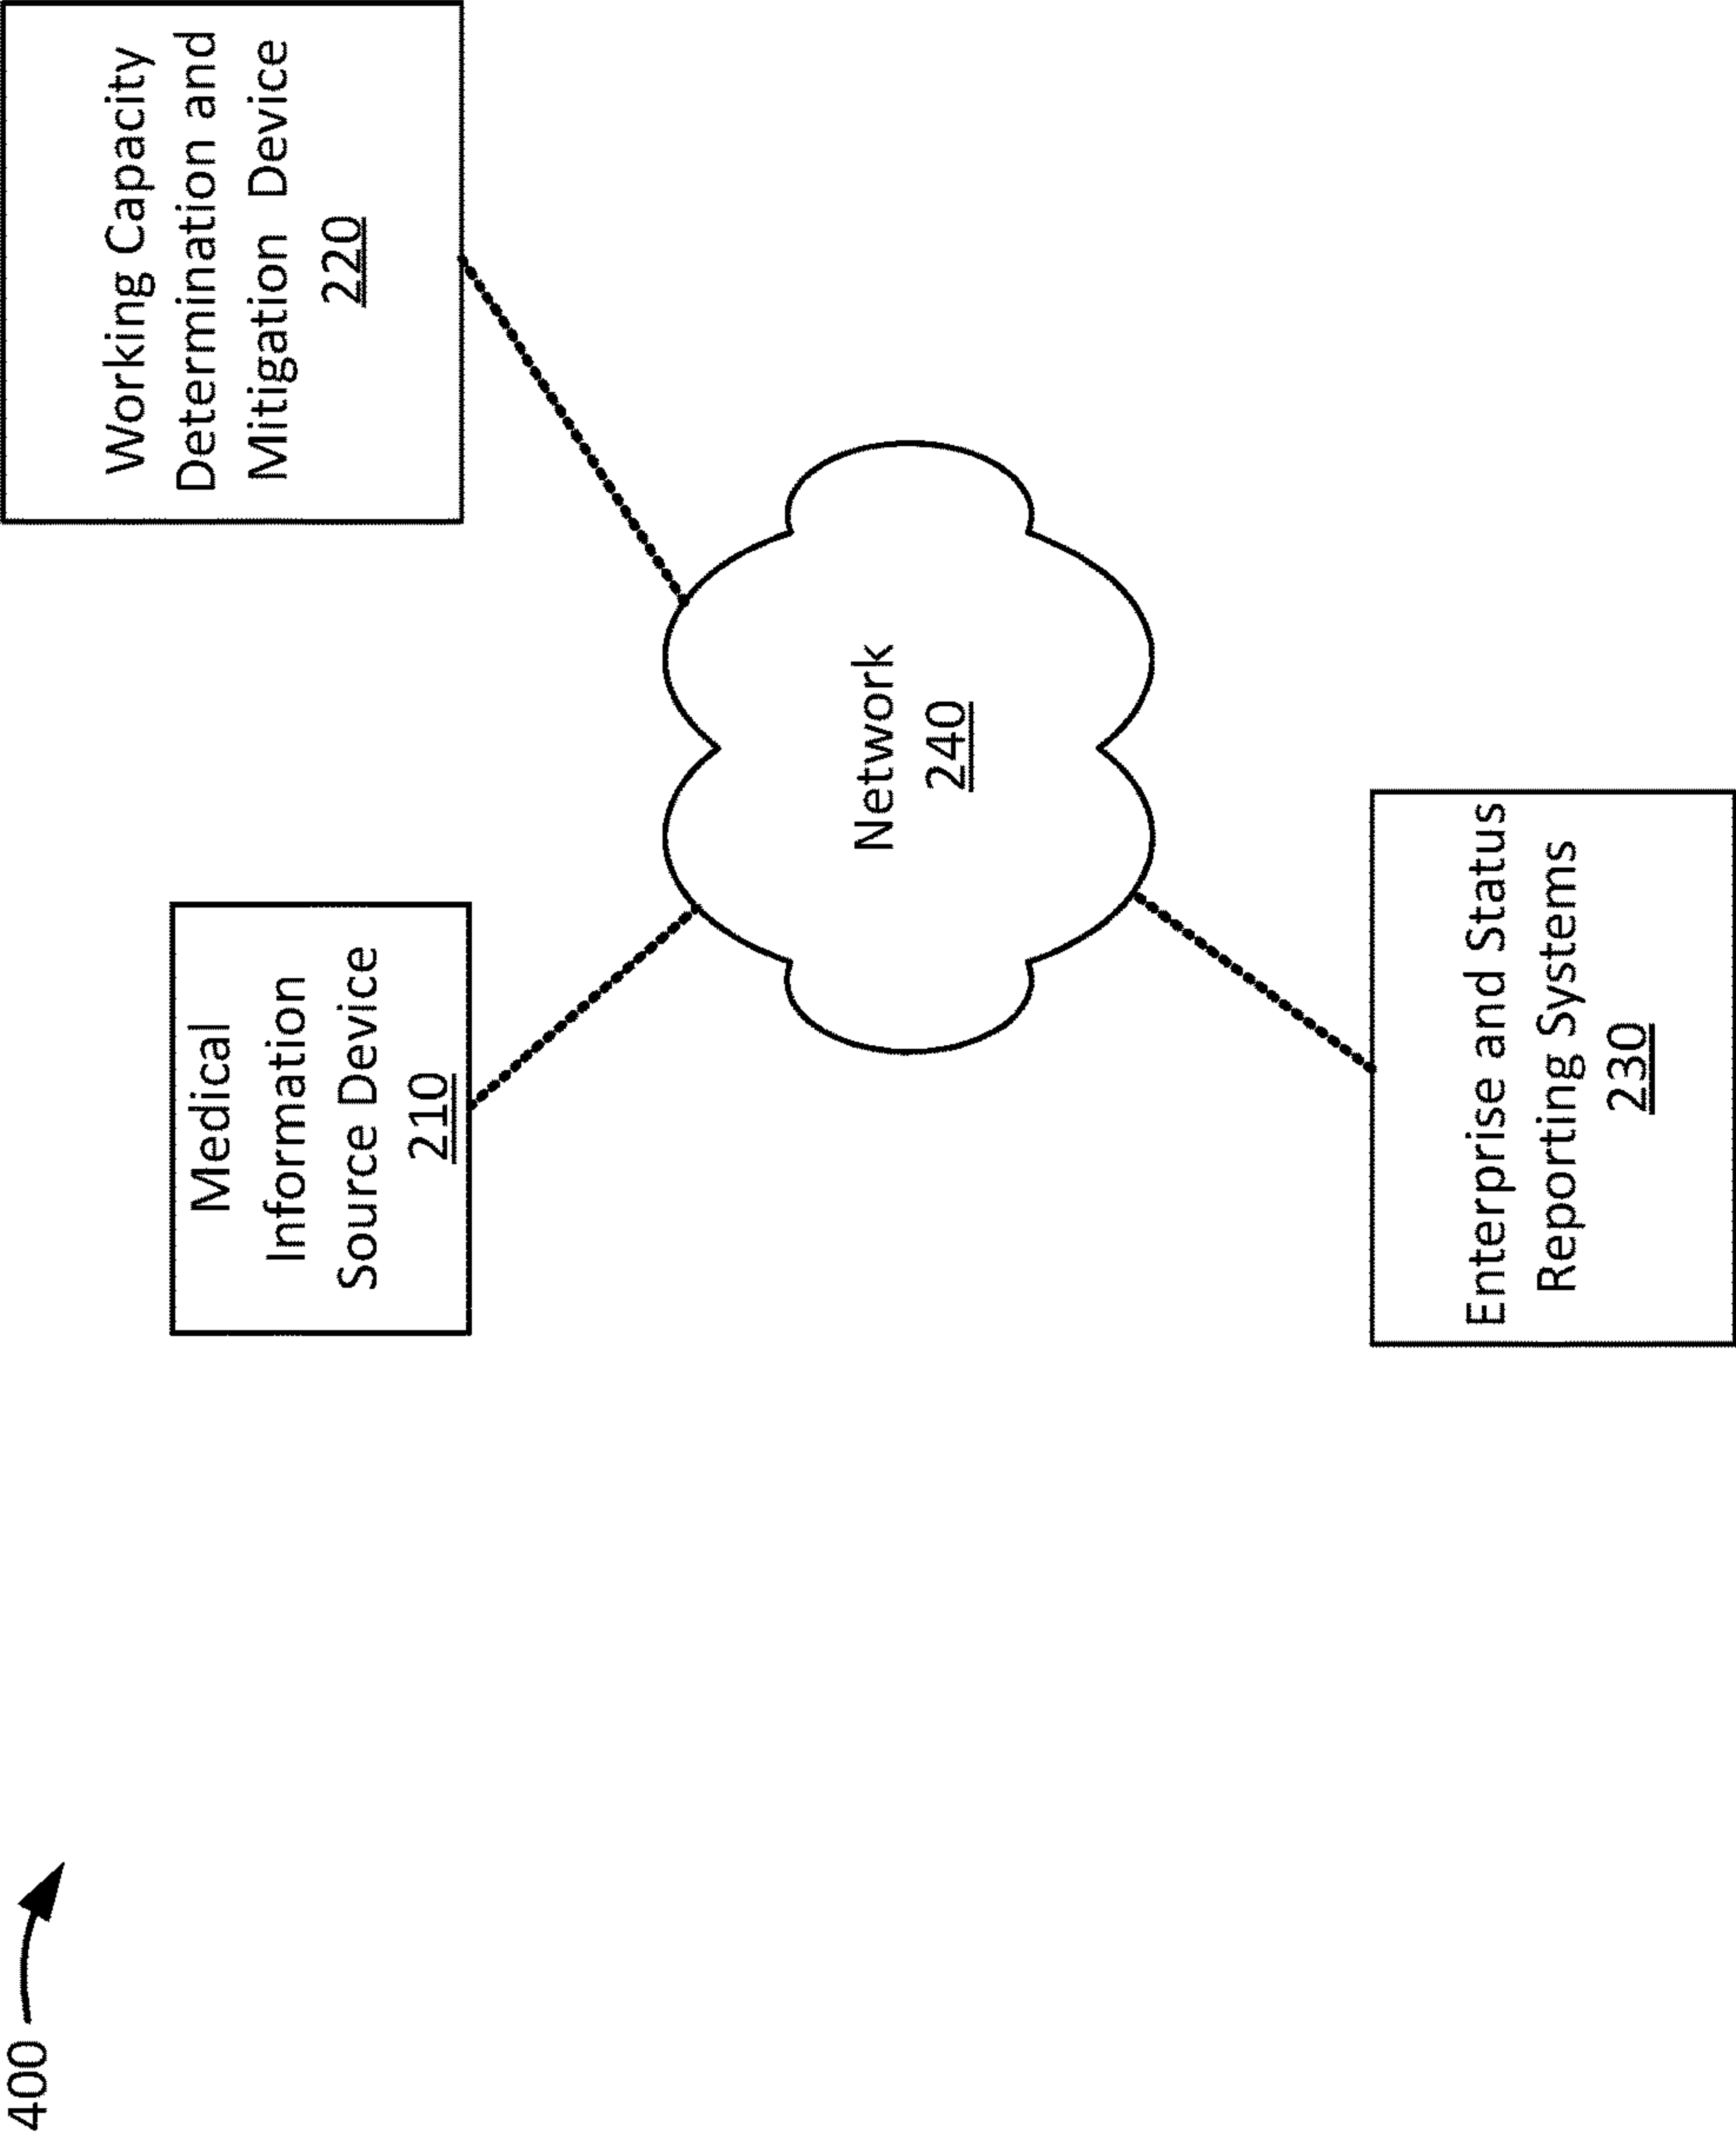 400
Medical
Information
Source Device
210
Working Capacity
Determination and
Mitigation Device
220
Network
240
Enterprise and Status
Reporting Systems
230